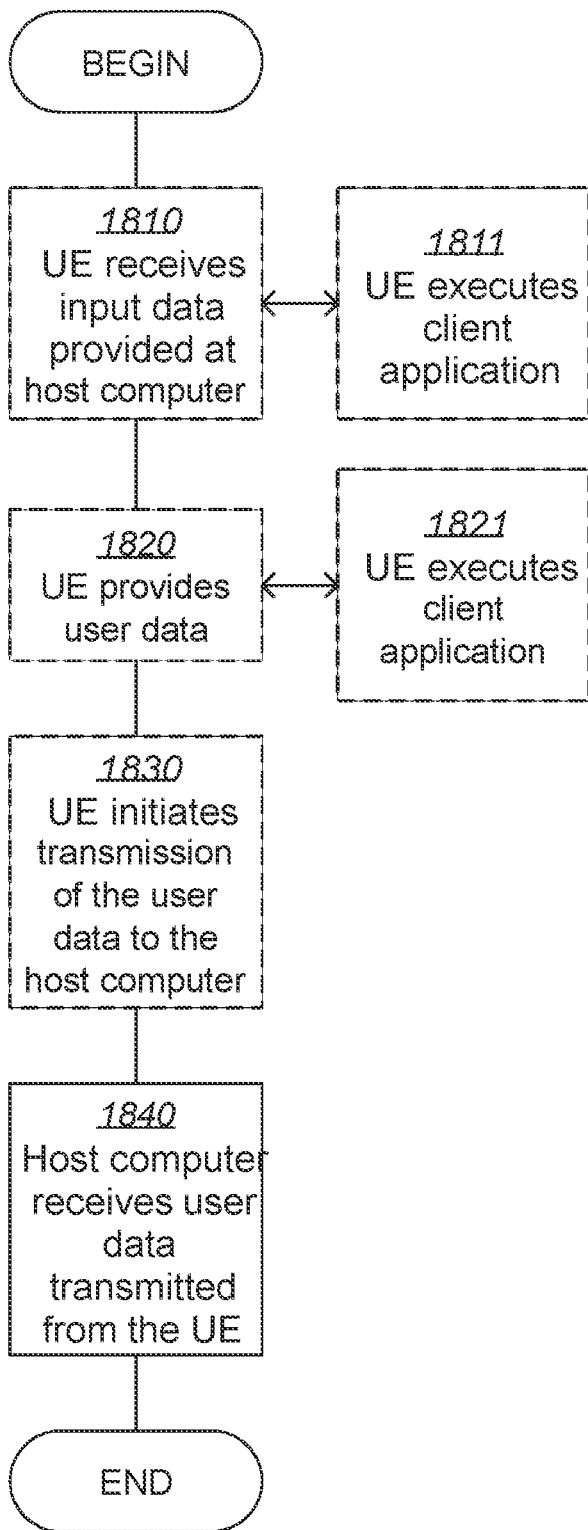 BEGIN
1810
UE receives
input data
provided at
host computer
1811
UE executes
client
application
1820
UE provides
user data
1821
UE executes
client
application
1830
UE initiates
transmission
of the user
data to the
host computer
1840
Host computer
receives user
data
transmitted
from the UE
END